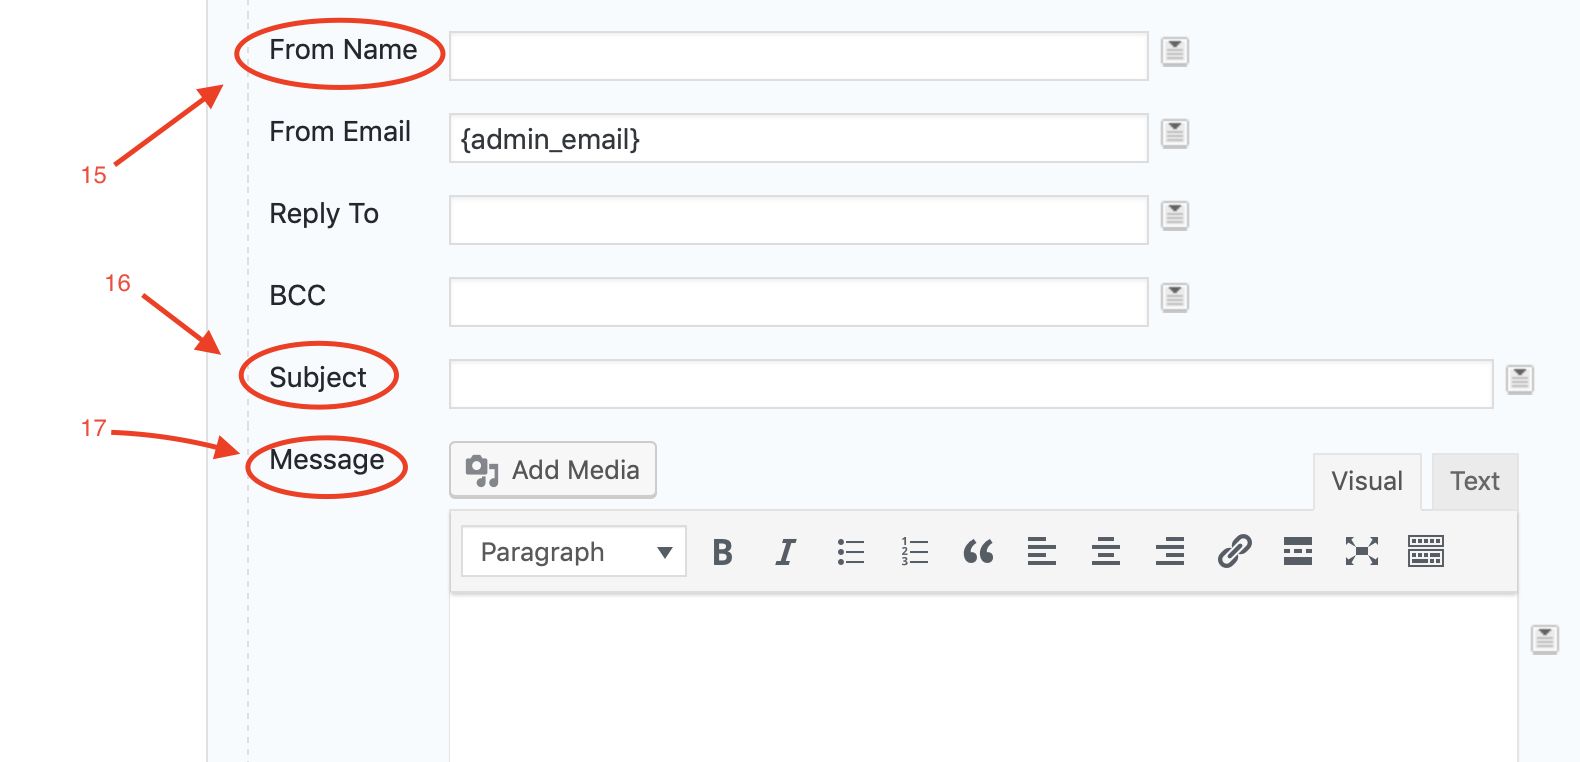 From Name
15
From Email {admin_email}
Reply To
16
BCC
Subject
17
Message Add Media Visual Text
Paragraph B I